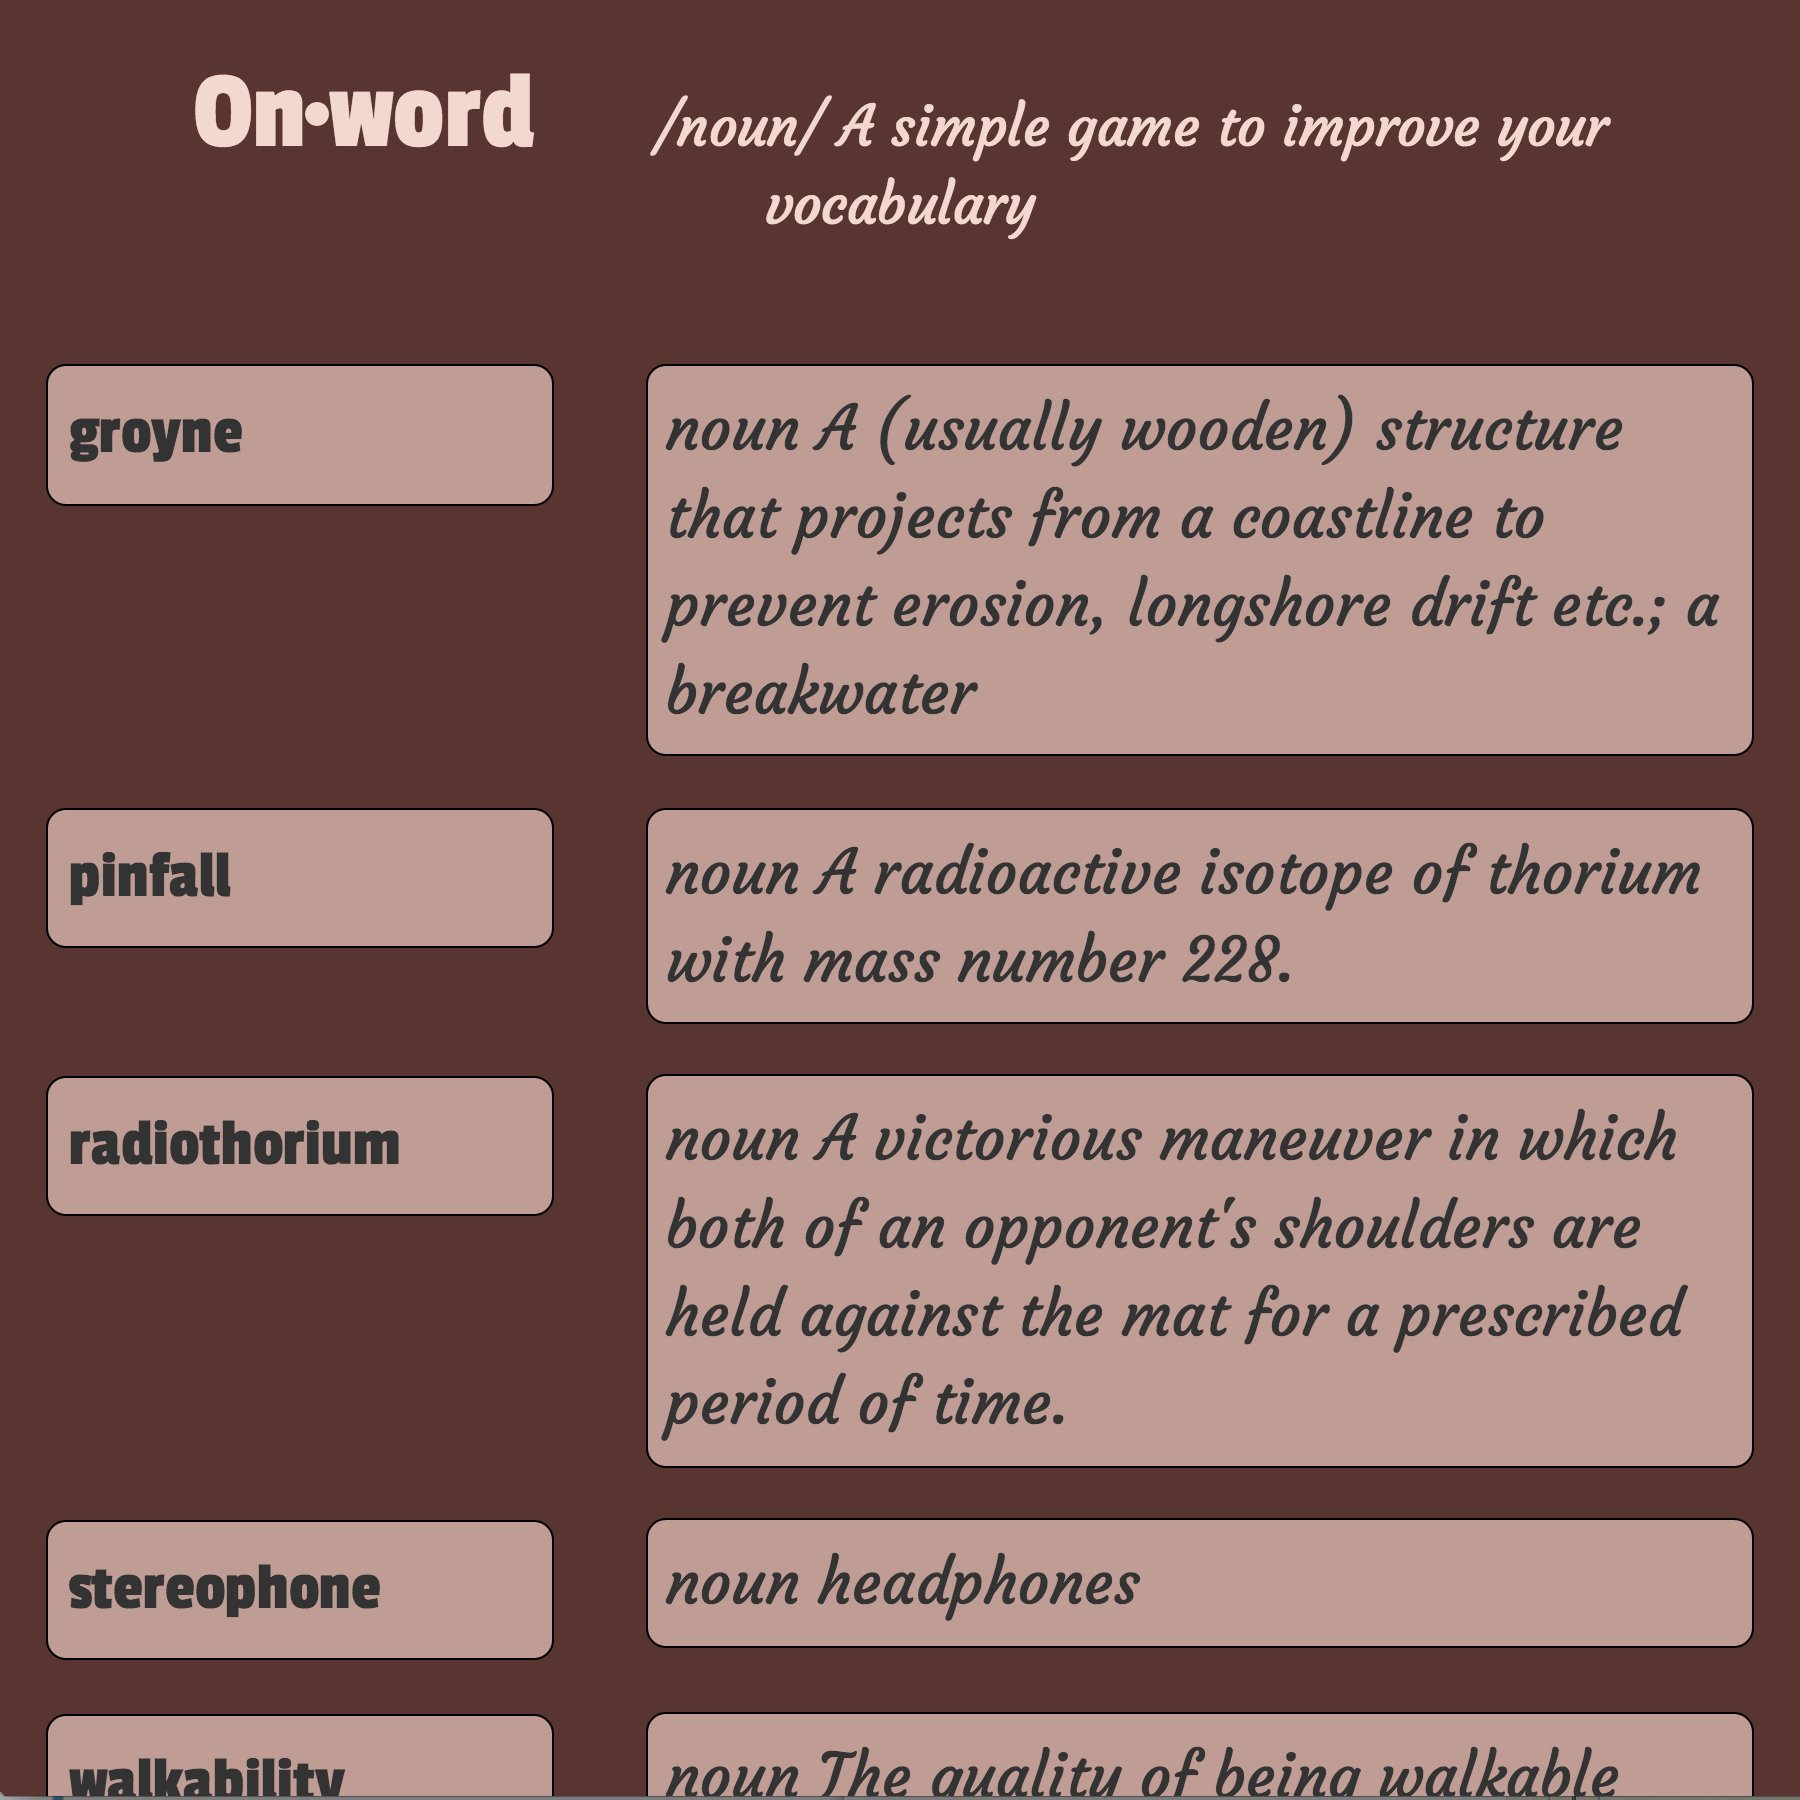 On•word
/noun/ A simple game to improve your
vocabulary
groyne
noun A (usually wooden) structure
that projects from a coastline to
prevent erosion, longshore drift etc.; a
breakwater
pinfall
noun A radioactive isotope of thorium
with mass number 228.
radiothorium
noun A victorious maneuver in which
both of an opponent's shoulders are
held against the mat for a prescribed
period of time.
stereophone
noun headphones
walkability
noun The quality of being walkable